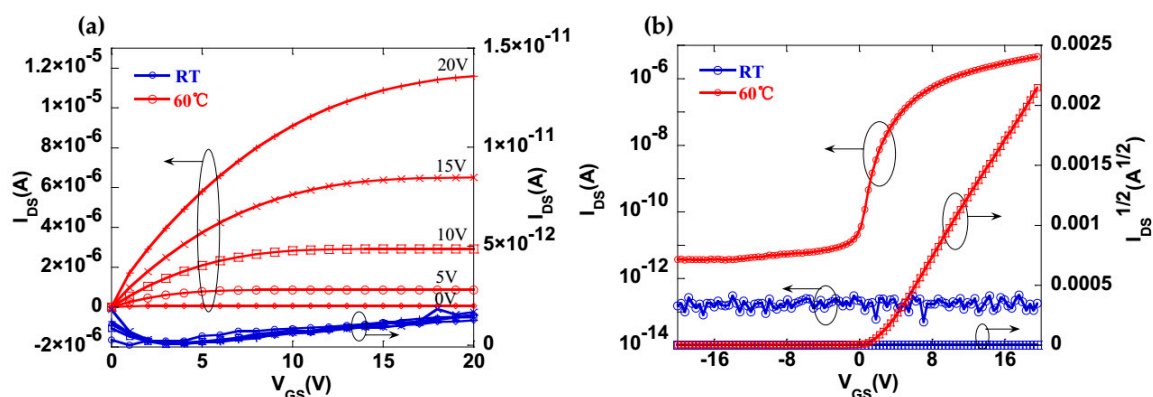 (a)
RT
60℃
20V
15V
10V
5V
0V
1.2×10⁻⁵
1×10⁻⁵
8×10⁻⁶
6×10⁻⁶
4×10⁻⁶
2×10⁻⁶
0
-2×10⁻⁶
I_DS(A)
1.5×10⁻¹¹
1×10⁻¹¹
5×10⁻¹²
0
I_DS(A)
0 5 10 15 20
V_GS(V)
(b)
RT
60℃
10⁻⁶
10⁻⁸
10⁻¹⁰
10⁻¹²
10⁻¹⁴
I_DS(A)
0.0025
0.002
0.0015
0.001
0.0005
0
I_DS^1/2(A^1/2)
-16 -8 0 8 16
V_GS(V)